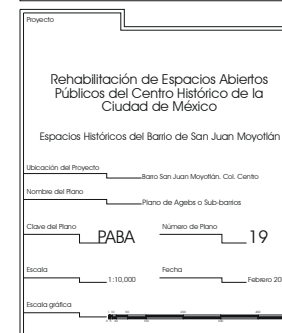 Proyecto
Rehabilitación de Espacios Abiertos
Públicos del Centro Histórico de la
Ciudad de México
Espacios Históricos del Barrio de San Juan Moyotlán
Ubicación del Proyecto
Barrio San Juan Moyotlán. Col. Centro
Nombre del Plano
Plano de Agebs o Sub-barrios
Clave del Plano
PABA
Número de Plano
19
Escala
1:10,000
Fecha
Febrero 20
Escala gráfica